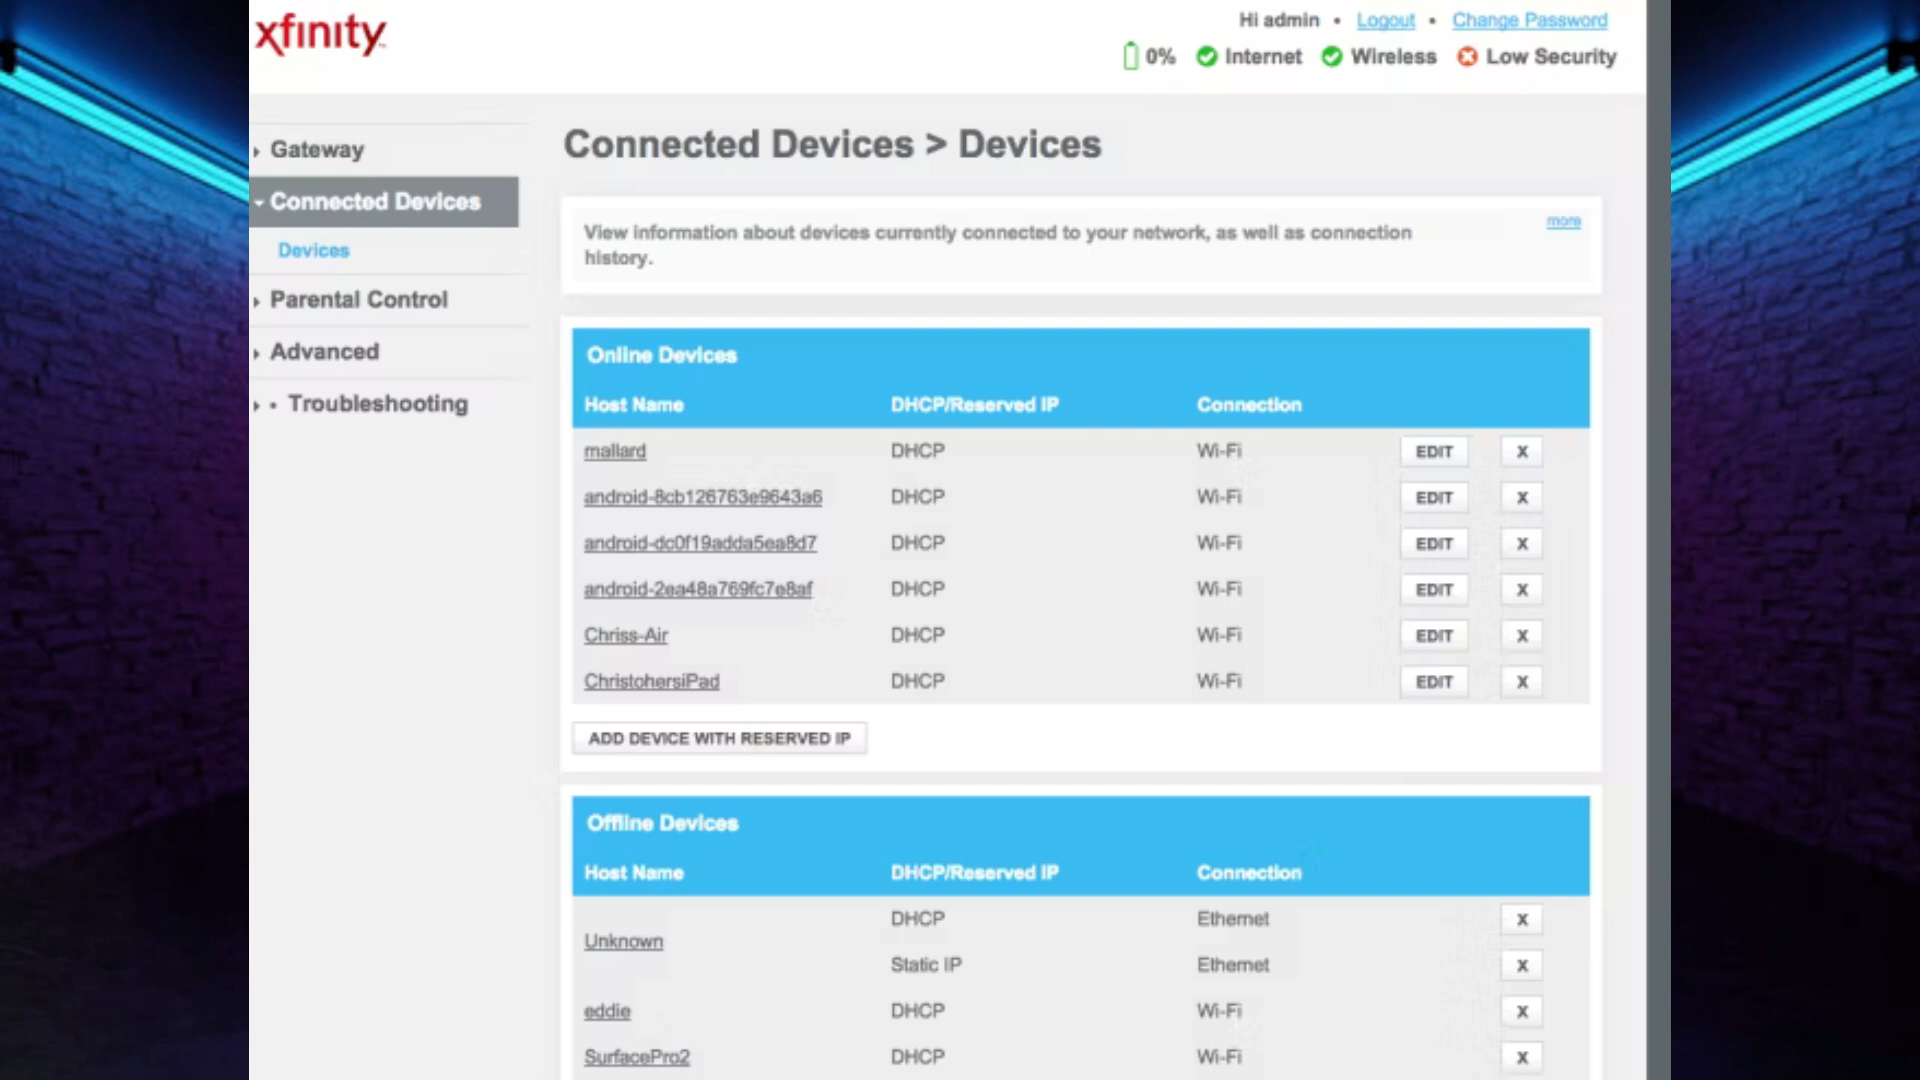 xfinity
Hi admin • Logout • Change Password
0% Internet Wireless Low Security
Gateway
Connected Devices
Devices
Parental Control
Advanced
• Troubleshooting
Connected Devices > Devices
View information about devices currently connected to your network, as well as connection
history.
more
Online Devices
Host Name DHCP/Reserved IP Connection
mallard DHCP Wi-Fi EDIT X
android-8cb126763e9643a6 DHCP Wi-Fi EDIT X
android-dc0f19adda5ea8d7 DHCP Wi-Fi EDIT X
android-2ea48a769fc7e8af DHCP Wi-Fi EDIT X
Chriss-Air DHCP Wi-Fi EDIT X
ChristohersiPad DHCP Wi-Fi EDIT X
ADD DEVICE WITH RESERVED IP
Offline Devices
Host Name DHCP/Reserved IP Connection
Unknown DHCP Ethernet X
Static IP Ethernet X
eddie DHCP Wi-Fi X
SurfacePro2 DHCP Wi-Fi X